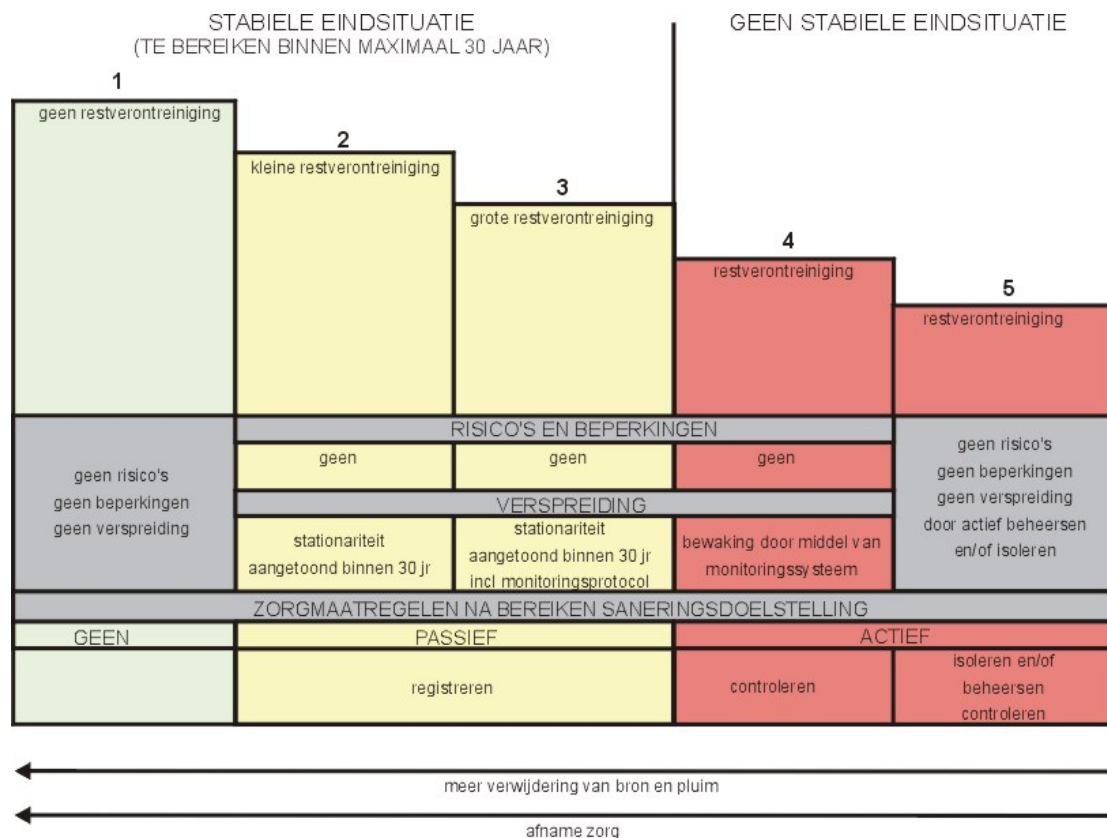 STABIELE EINDSITUATIE
(TE BEREIKEN BINNEN MAXIMAAL 30 JAAR)
GEEN STABIELE EINDSITUATIE
1
geen restverontreiniging
2
kleine restverontreiniging
3
grote restverontreiniging
4
restverontreiniging
5
restverontreiniging
RISICO'S EN BEPERKINGEN
geen risico's
geen beperkingen
geen verspreiding
geen
geen
geen
geen risico's
geen beperkingen
geen verspreiding
door actief beheersen
en/of isoleren
VERSPREIDING
stationariteit
aangetoond binnen 30 jr
stationariteit
aangetoond binnen 30 jr
incl monitoringsprotocol
bewaking door middel van
monitoringssysteem
ZORGMAATREGELEN NA BEREIKEN SANERINGSDOELSTELLING
GEEN
PASSIEF
ACTIEF
registreren
controleren
isoleren en/of
beheersen
controleren
meer verwijdering van bron en pluim
afname zorg